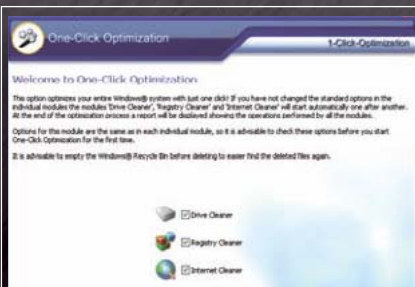 One-Click Optimization
1-Click-Optimization
Welcome to One-Click Optimization
This option optimizes your entire Windows® system with just one click! If you have not changed the standard options in the
individual modules the modules 'Drive Cleaner', 'Registry Cleaner' and 'Internet Cleaner' will start automatically one after another.
At the end of the optimization process a report will be displayed showing the operations performed by all the modules.
Options for this module are the same as in each individual module, so it is advisable to check these options before you start
One-Click Optimization for the first time.
It is advisable to empty the Windows® Recycle Bin before deleting to easier find the deleted files again.
Drive Cleaner
Registry Cleaner
Internet Cleaner